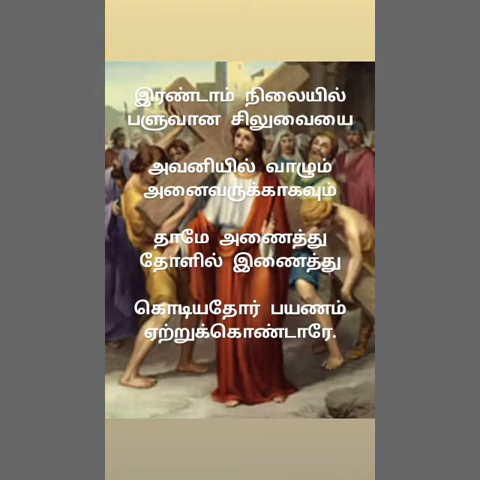 இரண்டாம் நிலையில்
பளுவான சிலுவையை
அவனியில் வாழும்
அனைவருக்காகவும்
தாமே அணைத்து
தோளில் இணைத்து
கொடியதோர் பயணம்
ஏற்றுக்கொண்டாரே.